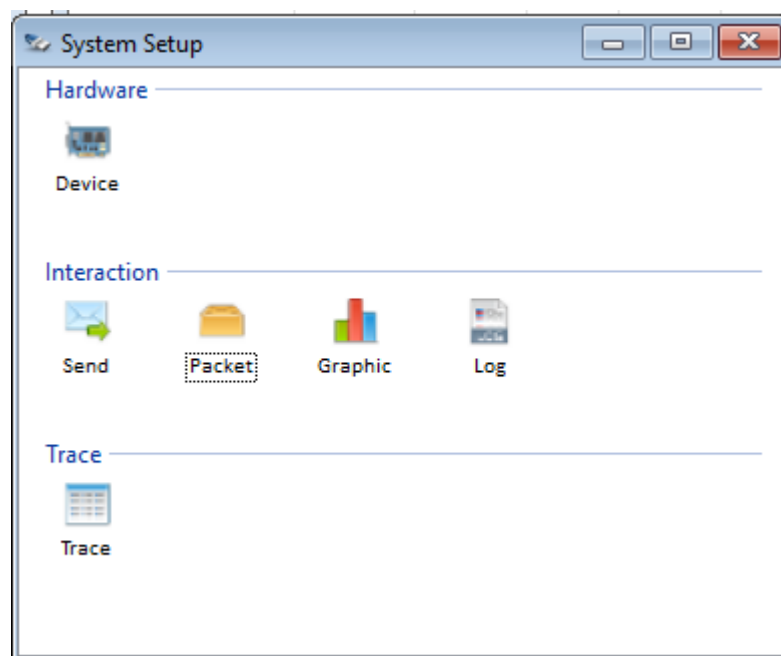 System Setup
Hardware
Device
Interaction
Send Packet Graphic Log
Trace
Trace